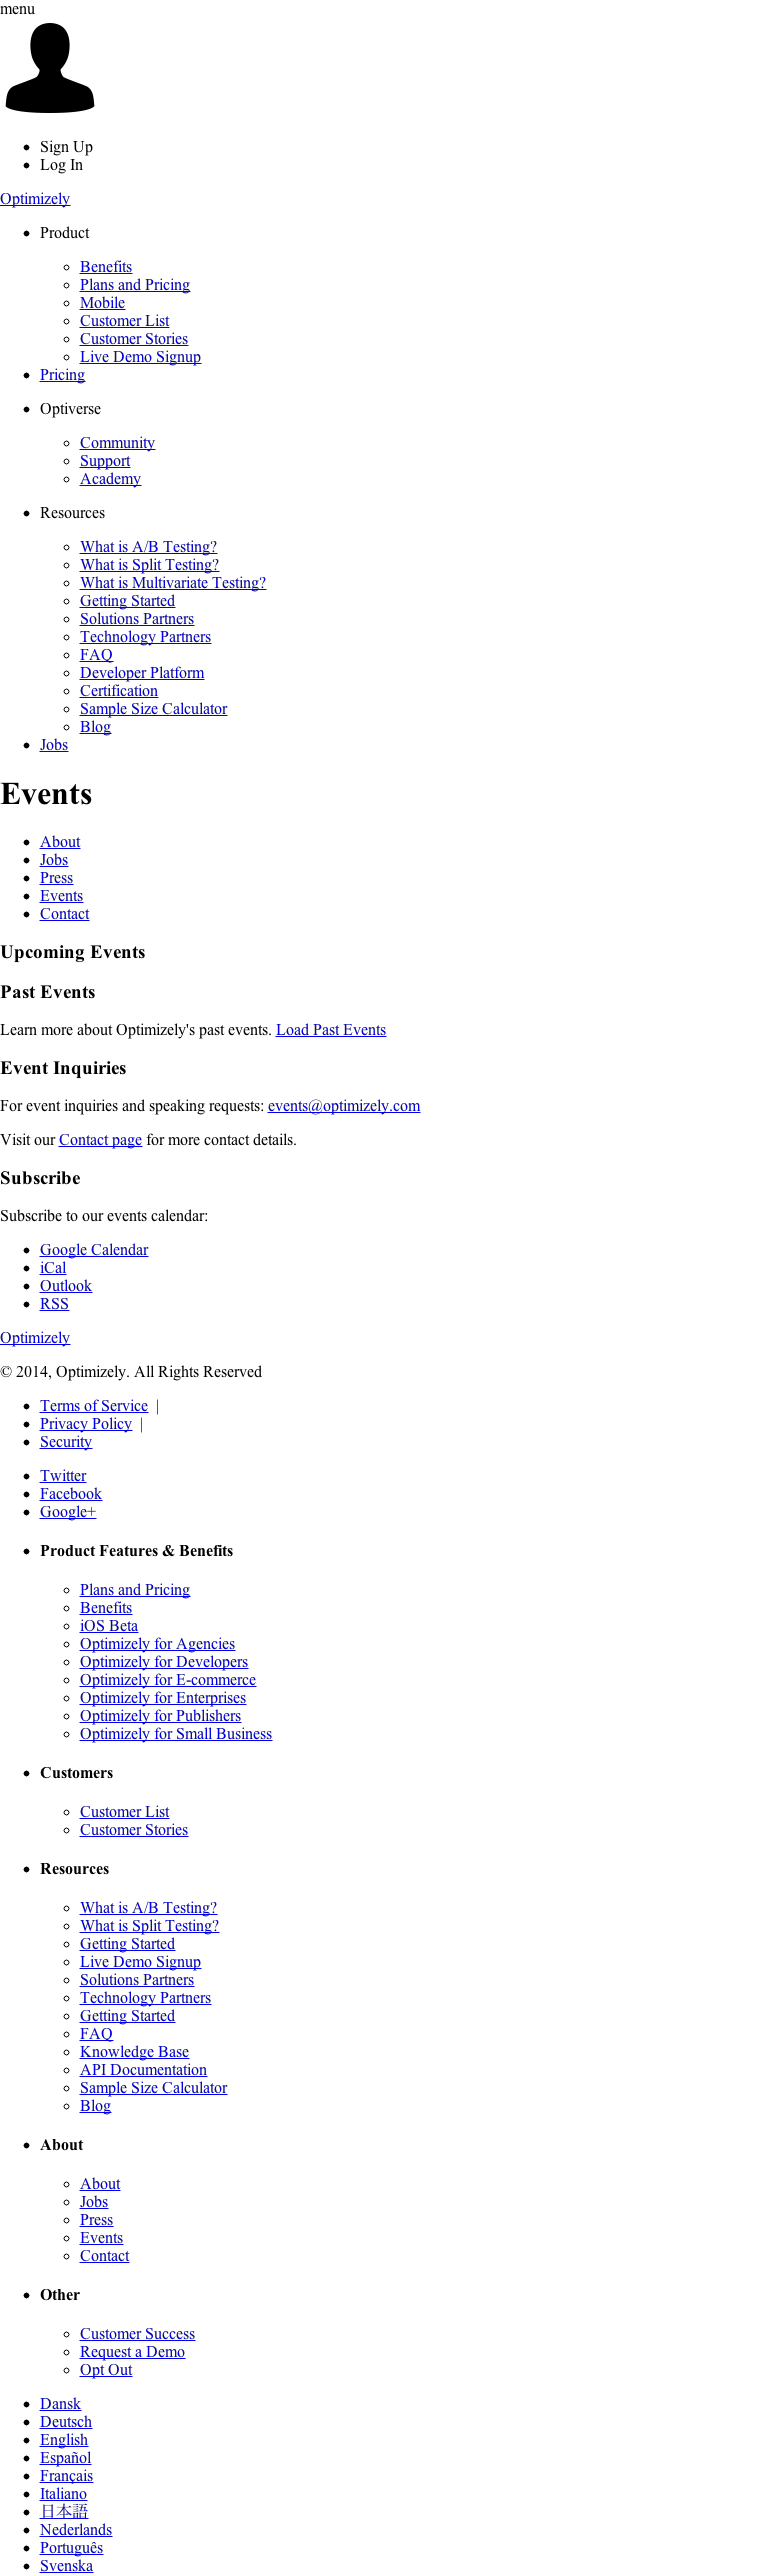 menu
Sign Up
Log In
Optimizely
Product
Benefits
Plans and Pricing
Mobile
Customer List
Customer Stories
Live Demo Signup
Pricing
Optiverse
Community
Support
Academy
Resources
What is A/B Testing?
What is Split Testing?
What is Multivariate Testing?
Getting Started
Solutions Partners
Technology Partners
FAQ
Developer Platform
Certification
Sample Size Calculator
Blog
Jobs
Events
About
Jobs
Press
Events
Contact
Upcoming Events
Past Events
Learn more about Optimizely's past events. Load Past Events
Event Inquiries
For event inquiries and speaking requests: events@optimizely.com
Visit our Contact page for more contact details.
Subscribe
Subscribe to our events calendar:
Google Calendar
iCal
Outlook
RSS
Optimizely
© 2014, Optimizely. All Rights Reserved
Terms of Service |
Privacy Policy |
Security
Twitter
Facebook
Google+
Product Features & Benefits
Plans and Pricing
Benefits
iOS Beta
Optimizely for Agencies
Optimizely for Developers
Optimizely for E-commerce
Optimizely for Enterprises
Optimizely for Publishers
Optimizely for Small Business
Customers
Customer List
Customer Stories
Resources
What is A/B Testing?
What is Split Testing?
Getting Started
Live Demo Signup
Solutions Partners
Technology Partners
Getting Started
FAQ
Knowledge Base
API Documentation
Sample Size Calculator
Blog
About
About
Jobs
Press
Events
Contact
Other
Customer Success
Request a Demo
Opt Out
Dansk
Deutsch
English
Español
Français
Italiano
日本語
Nederlands
Português
Svenska